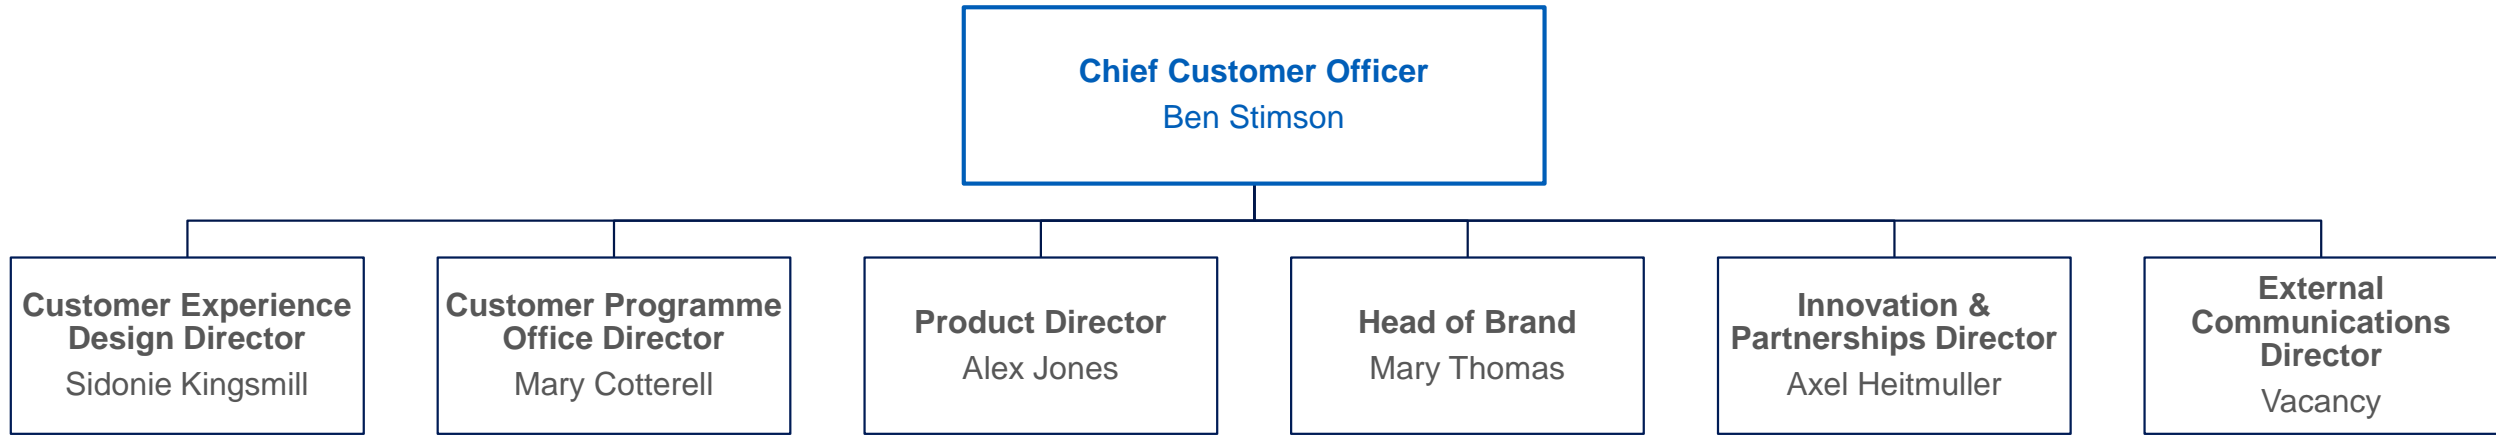 Chief Customer Officer
Ben Stimson
Customer Experience
Design Director
Sidonie Kingsmill
Customer Programme
Office Director
Mary Cotterell
Product Director
Alex Jones
Head of Brand
Mary Thomas
Innovation &
Partnerships Director
Axel Heitmuller
External
Communications
Director
Vacancy